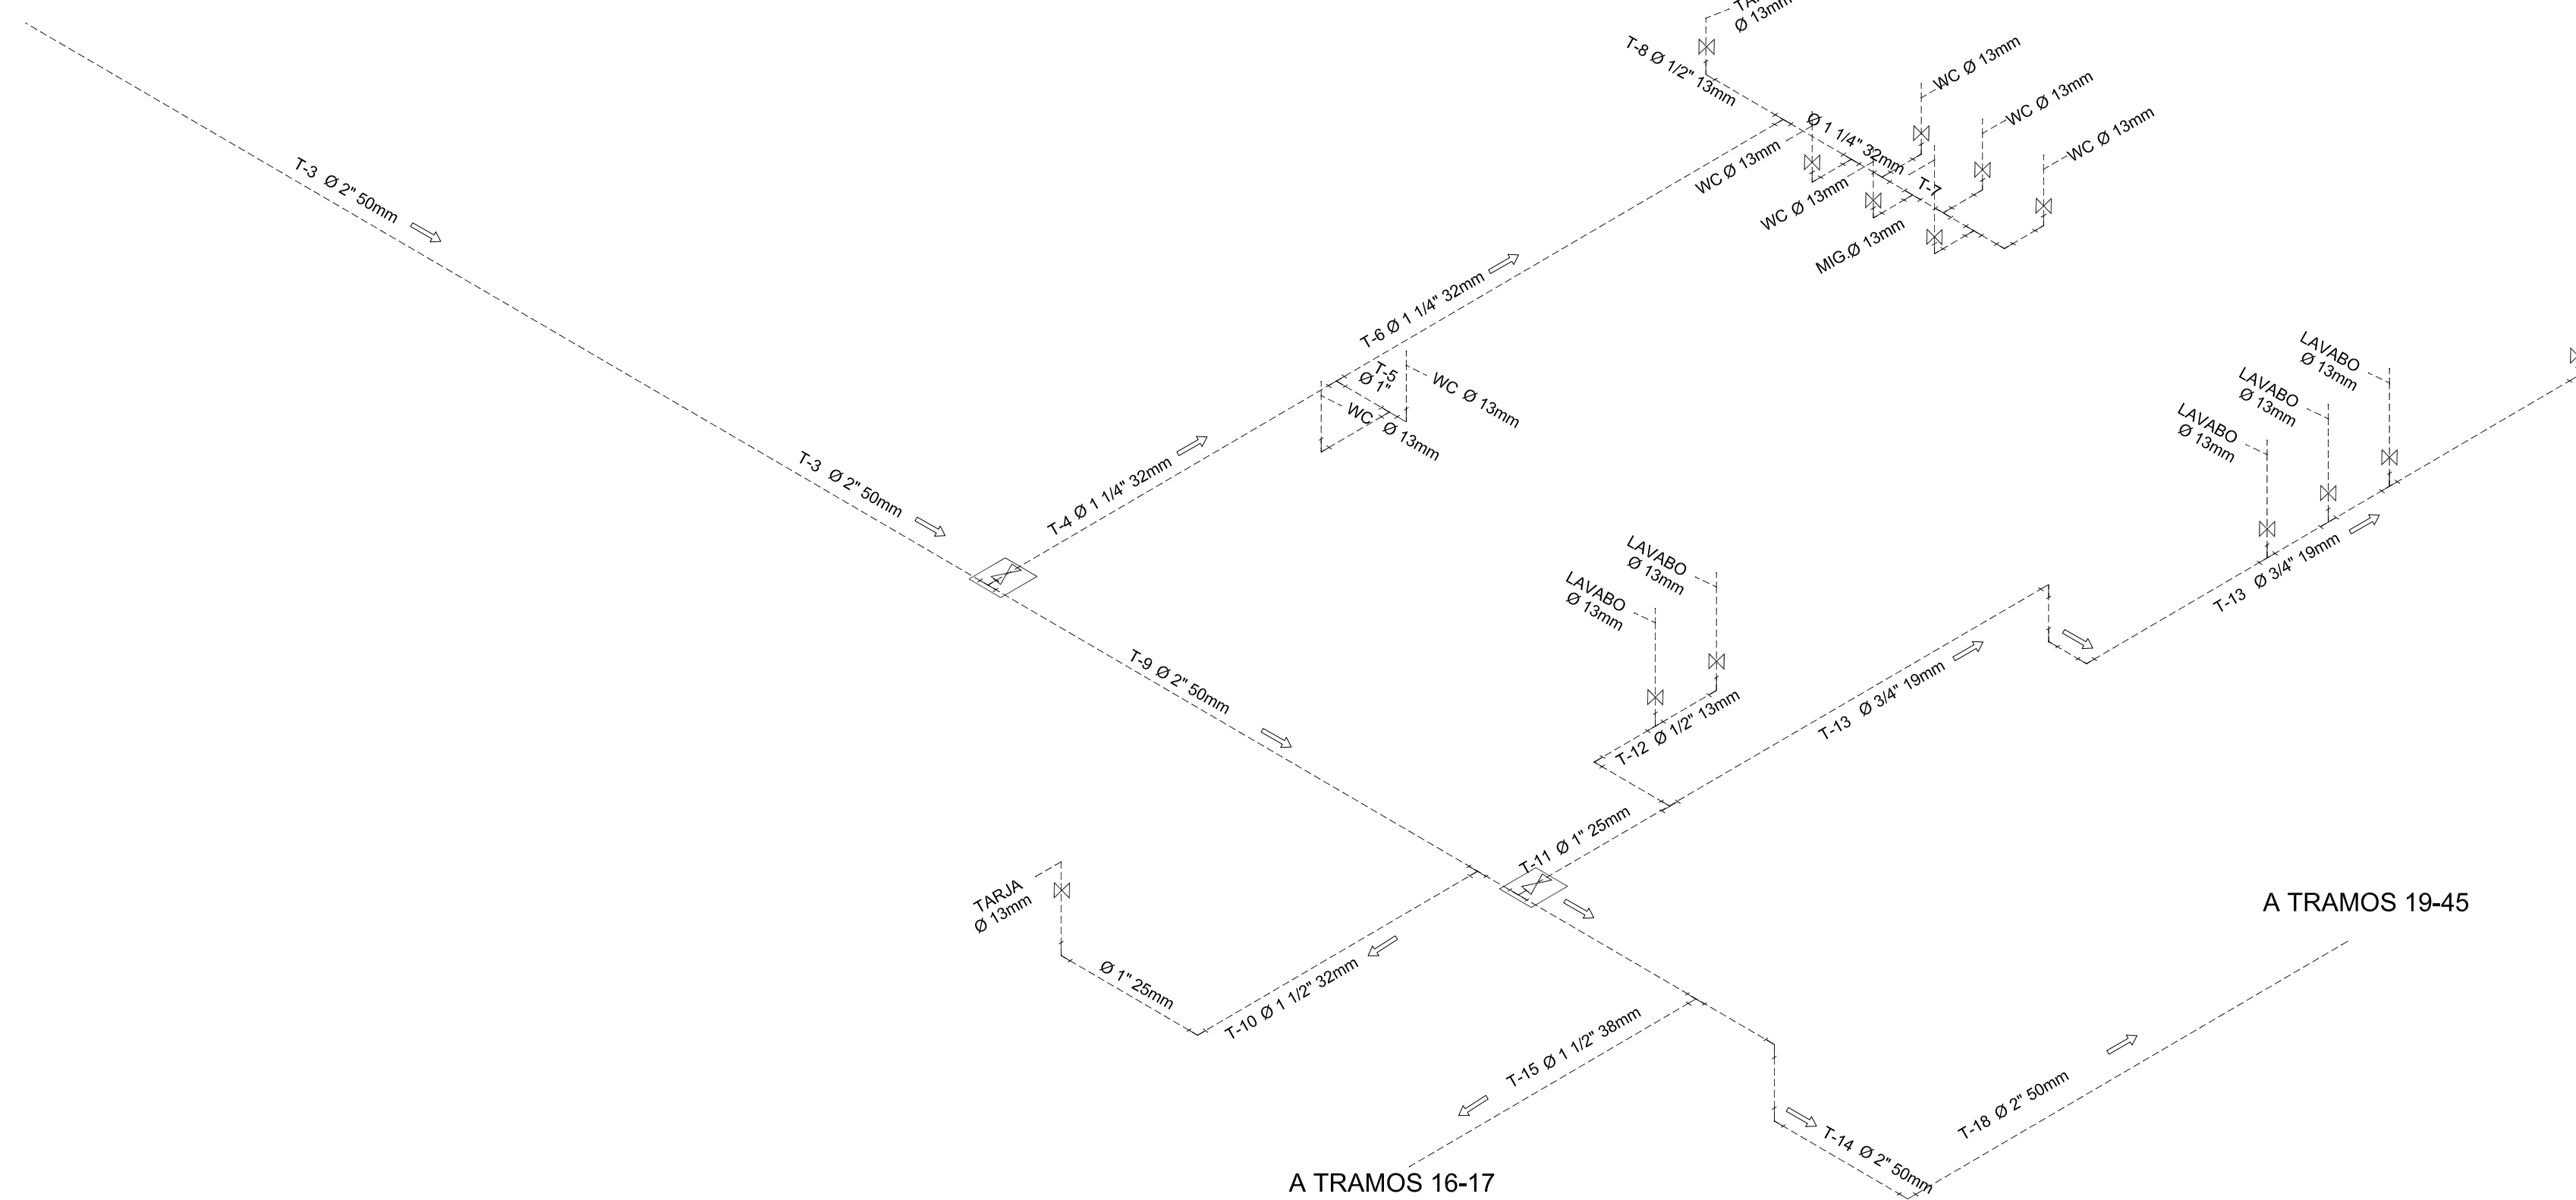 Ø 13mm
T-8 Ø 1/2" 13mm
WC Ø 13mm
WC Ø 13mm
WC Ø 13mm
Ø 1 1/4" 32mm
WC Ø 13mm
WC Ø 13mm
T-7
MIG.Ø 13mm
T-3 Ø 2" 50mm
T-6 Ø 1 1/4" 32mm
T-5
Ø 1"
WC Ø 13mm
WC Ø 13mm
LAVABO
Ø 13mm
LAVABO
Ø 13mm
LAVABO
Ø 13mm
T-3 Ø 2" 50mm
T-4 Ø 1 1/4" 32mm
LAVABO
Ø 13mm
LAVABO
Ø 13mm
T-13 Ø 3/4" 19mm
T-9 Ø 2" 50mm
T-12 Ø 1/2" 13mm
T-13 Ø 3/4" 19mm
T-11 Ø 1" 25mm
TARJA
Ø 13mm
A TRAMOS 19-45
Ø 1" 25mm
T-10 Ø 1 1/2" 32mm
T-15 Ø 1 1/2" 38mm
T-18 Ø 2" 50mm
T-14 Ø 2" 50mm
A TRAMOS 16-17